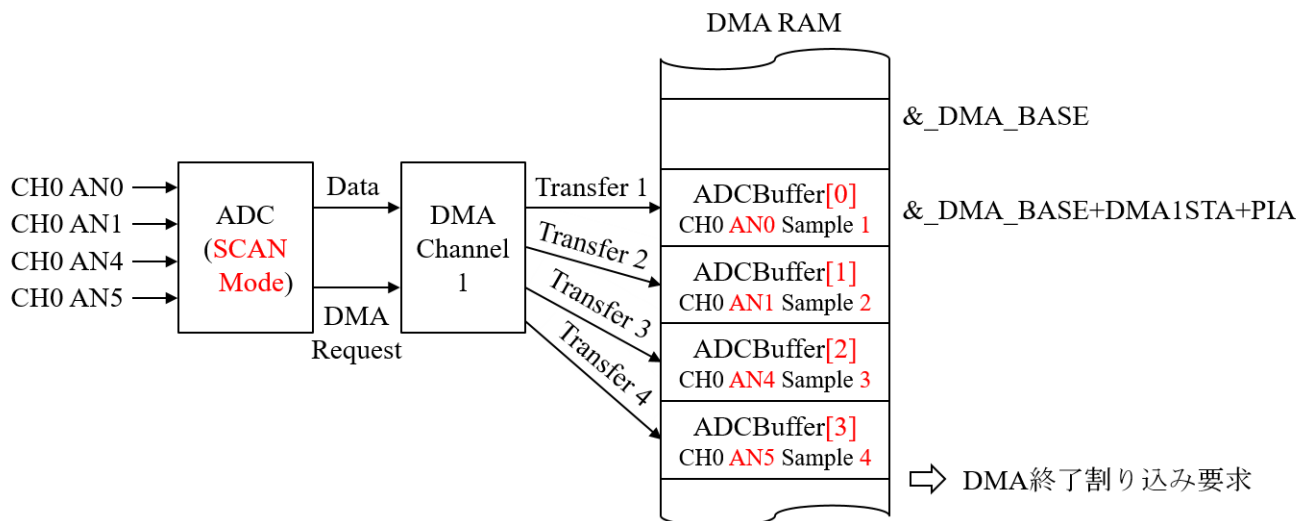 DMA RAM
&_DMA_BASE
CH0 AN0
CH0 AN1
CH0 AN4
CH0 AN5
ADC
(SCAN
Mode)
Data
DMA
Request
DMA
Channel
1
Transfer 1
Transfer 2
Transfer 3
Transfer 4
ADCBuffer[0]
CH0 AN0 Sample 1
&_DMA_BASE+DMA1STA+PIA
ADCBuffer[1]
CH0 AN1 Sample 2
ADCBuffer[2]
CH0 AN4 Sample 3
ADCBuffer[3]
CH0 AN5 Sample 4
DMA終了割り込み要求